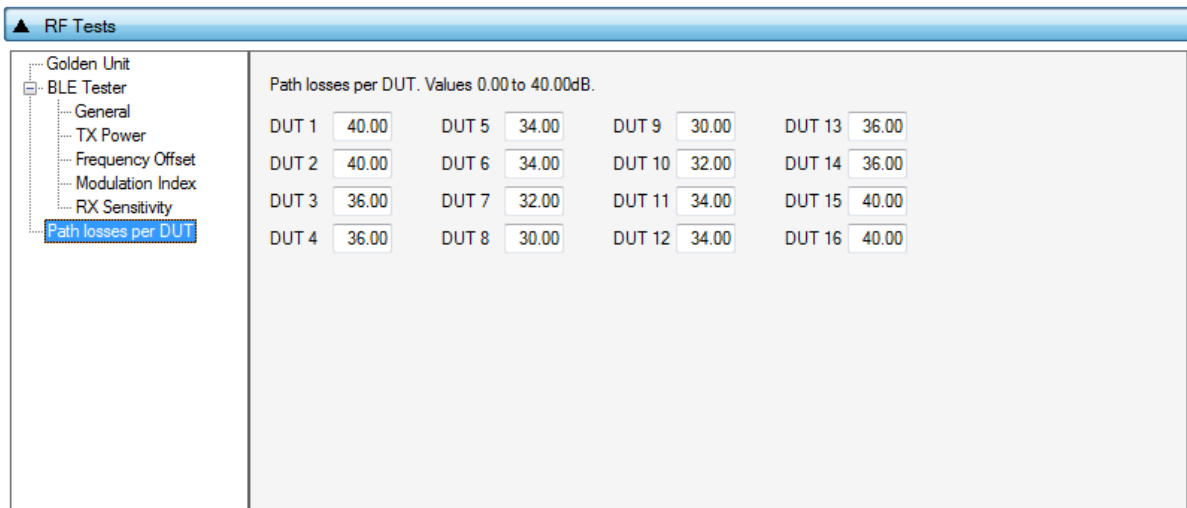 ▲ RF Tests
Golden Unit
BLE Tester
General
TX Power
Frequency Offset
Modulation Index
RX Sensitivity
Path losses per DUT
Path losses per DUT. Values 0.00 to 40.00dB.
DUT 1 40.00 DUT 5 34.00 DUT 9 30.00 DUT 13 36.00
DUT 2 40.00 DUT 6 34.00 DUT 10 32.00 DUT 14 36.00
DUT 3 36.00 DUT 7 32.00 DUT 11 34.00 DUT 15 40.00
DUT 4 36.00 DUT 8 30.00 DUT 12 34.00 DUT 16 40.00